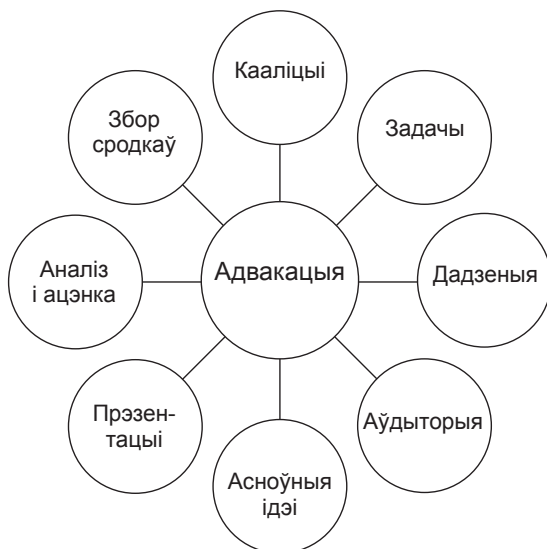 Кааліцыі
Збор
сродкаў
Задачы
Аналіз
і ацэнка
Адвакацыя
Дадзеныя
Прэзен-
тацыі
Аўдыторыя
Асноўныя
ідэі